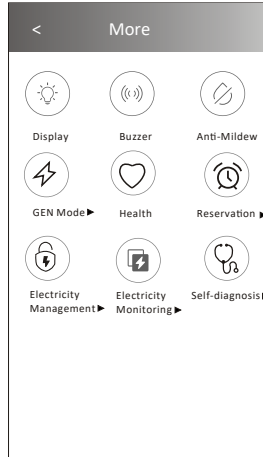 < More
Display Buzzer Anti-Mildew
GEN Mode▶ Health Reservation▶
Electricity Electricity Self-diagnosis
Management▶ Monitoring▶